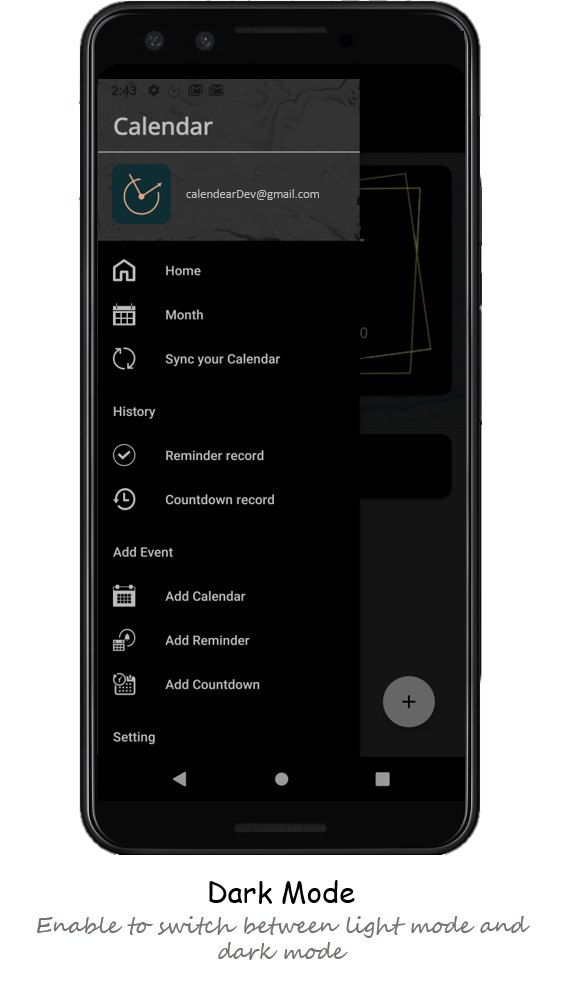 2:43
Calendar
calendearDev@gmail.com
Home
Month
0
Sync your Calendar
History
Reminder record
Countdown record
Add Event
Add Calendar
Add Reminder
Add Countdown
+
Setting
Dark Mode
Enable to switch between light mode and
dark mode